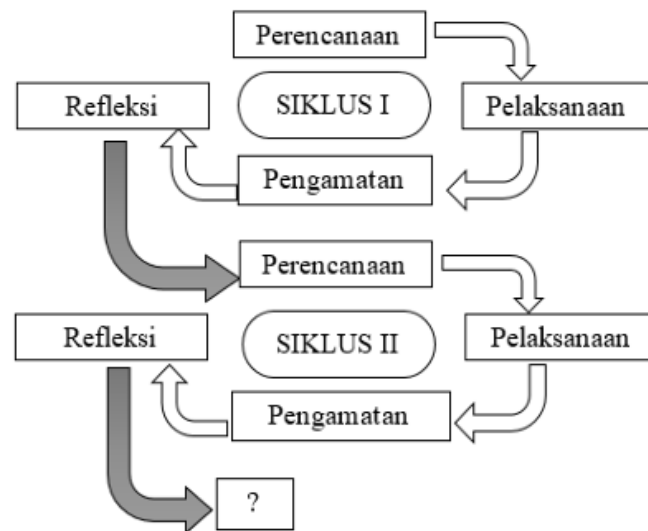 Perencanaan
Refleksi
SIKLUS I
Pelaksanaan
Pengamatan
Perencanaan
Refleksi
SIKLUS II
Pelaksanaan
Pengamatan
?